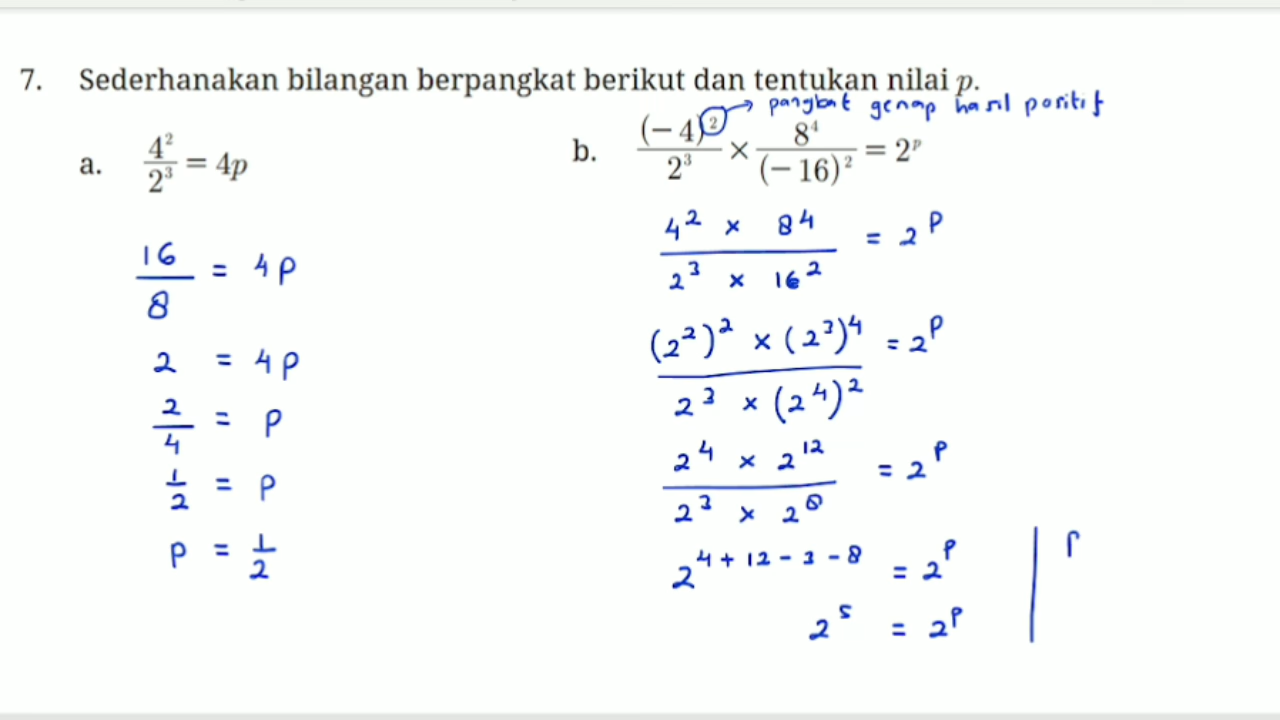 7. Sederhanakan bilangan berpangkat berikut dan tentukan nilai p.
→ pangkat genap hasil positif
a. 4²/2³ = 4p
16/8 = 4p
2 = 4p
2/4 = p
1/2 = p
p = 1/2
b. (−4)²/2³ × 8⁴/(−16)² = 2ᵖ
4² × 8⁴ / 2³ × 16² = 2ᵖ
(2²)² × (2³)⁴ / 2³ × (2⁴)² = 2ᵖ
2⁴ × 2¹² / 2³ × 2⁸ = 2ᵖ
2⁴⁺¹²⁻³⁻⁸ = 2ᵖ
2⁵ = 2ᵖ